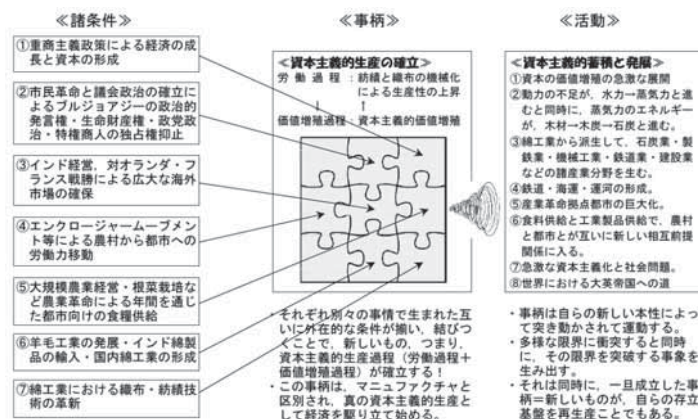 ≪諸条件≫
①重商主義政策による経済の成
長と資本の形成
②市民革命と議会政治の確立に
よるブルジョアジーの政治的
発言権・生命財産権・政党政
治・特権商人の独占権抑止
③インド経営，対オランダ・フ
ランス戦勝による広大な海外
市場の確保
④エンクロージャームーブメン
ト等による農村から都市への
労働力移動
⑤大規模農業経営・根菜栽培な
ど農業革命による年間を通じ
た都市向けの食糧供給
⑥羊毛工業の発展・インド綿製
品の輸入・国内綿工業の形成
⑦綿工業における織布・紡績技
術の革新
≪事柄≫
≪資本主義的生産の確立≫
労働過程：紡績と織布の機械化
による生産性の上昇
↓ ↑
価値増殖過程：資本主義的価値増殖
・それぞれ別々の事情で生まれた互
いに外在的な条件が揃い，結びつ
くことで，新しいもの，つまり，
資本主義的生産過程（労働過程＋
価値増殖過程）が確立する！
・この事柄は，マニュファクチャと
区別され，真の資本主義的生産と
して経済を駆り立て始める。
≪活動≫
≪資本主義的蓄積と発展≫
①資本の価値増殖の急激な展開
②動力の不足が，水力→蒸気力と進
むと同時に，蒸気力のエネルギー
が，木材→木炭→石炭と進む。
③綿工業から派生して，石炭業・製
鉄業・機械工業・鉄道業・建設業
などの諸産業分野を生む。
④鉄道・海運・運河の形成。
⑤産業革命拠点都市の巨大化。
⑥食料供給と工業製品供給で，農村
と都市とが互いに新しい相互前提
関係に入る。
⑦急激な資本主義化と社会問題。
⑧世界における大英帝国への道
・事柄は自らの新しい本性によっ
て突き動かされて運動する。
・多様な限界に衝突すると同時
に，その限界を突破する事象を
生み出す。
・それは同時に，一旦成立した事
柄＝新しいものが，自らの存立
基盤を再生産ことでもある。